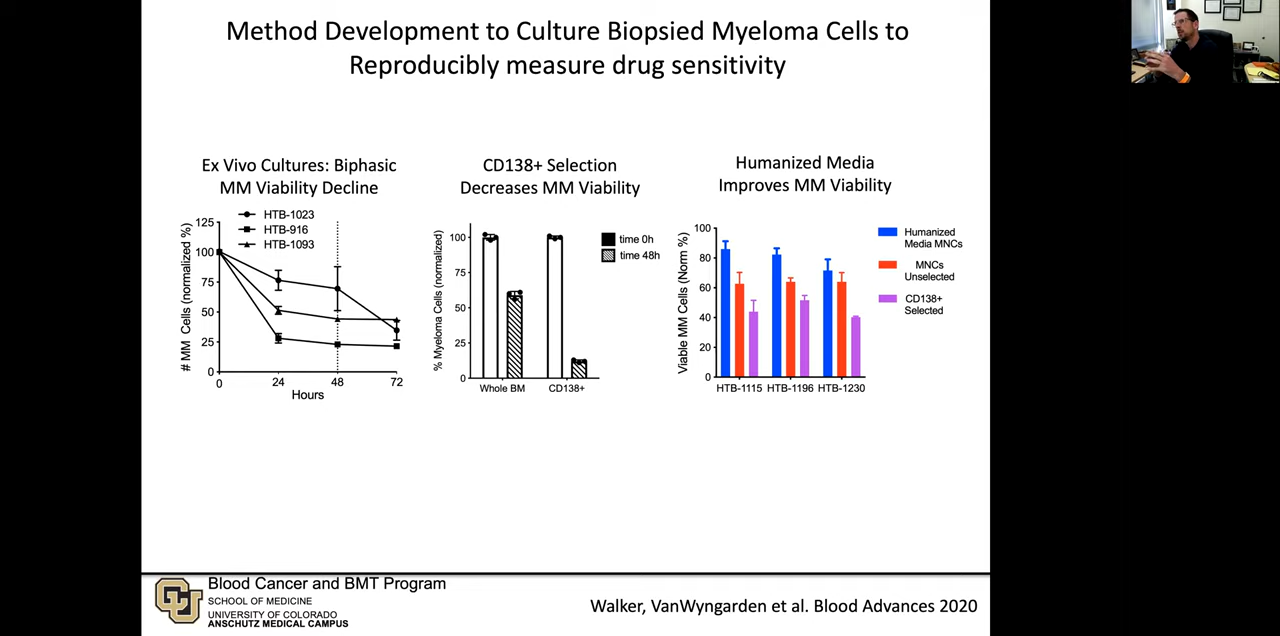 Method Development to Culture Biopsied Myeloma Cells to
Reproducibly measure drug sensitivity
Ex Vivo Cultures: Biphasic
MM Viability Decline
# MM Cells (normalized %)
HTB-1023
HTB-916
HTB-1093
125
100
75
50
25
0
0
24
48
72
Hours
CD138+ Selection
Decreases MM Viability
% Myeloma Cells (normalized)
100
75
50
25
0
time 0h
time 48h
Whole BM
CD138+
Humanized Media
Improves MM Viability
Viable MM Cells (Norm %)
100
80
60
40
20
0
HTB-1115
HTB-1196
HTB-1230
Humanized
Media MNCs
MNCs
Unselected
CD138+
Selected
CU
Blood Cancer and BMT Program
SCHOOL OF MEDICINE
UNIVERSITY OF COLORADO
ANSCHUTZ MEDICAL CAMPUS
Walker, VanWyngarden et al. Blood Advances 2020